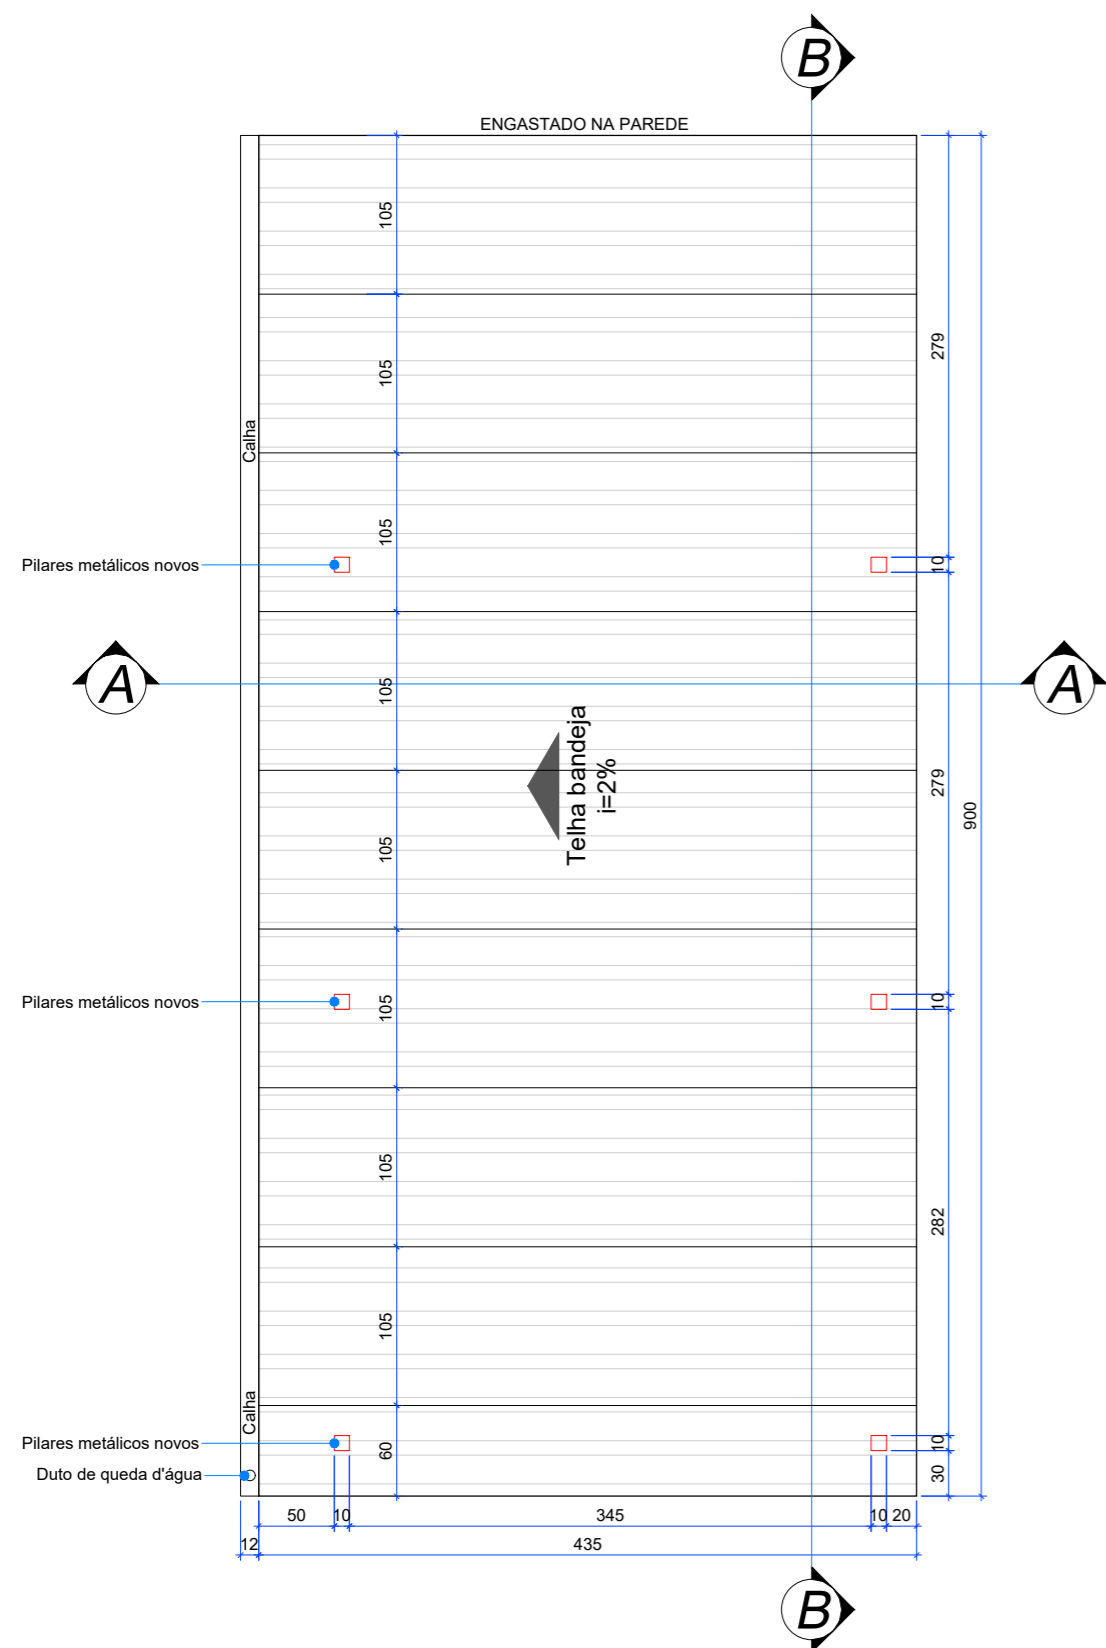 B
ENGASTADO NA PAREDE
105
279
105
Calha
105
Pilares metálicos novos
10
A
A
105
Telha bandeja
i=2%
279
900
105
Pilares metálicos novos
105
10
105
282
105
Calha
Pilares metálicos novos
60
10
Duto de queda d'água
30
50
10
345
10
20
12
435
B